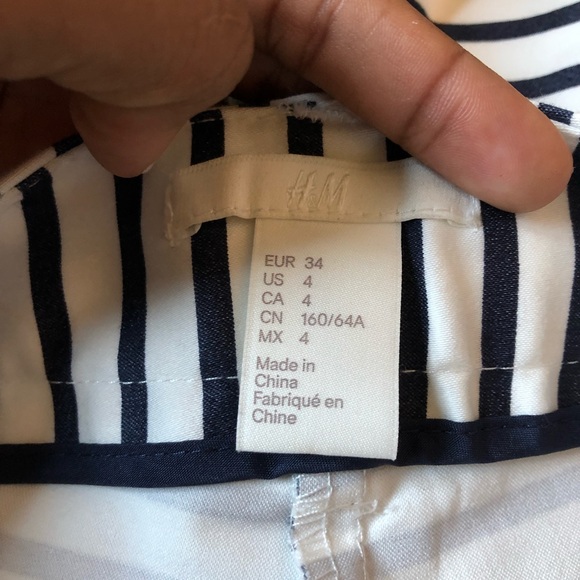 H&M
EUR 34
US 4
CA 4
CN 160/64A
MX 4
Made in
China
Fabriqué en
Chine